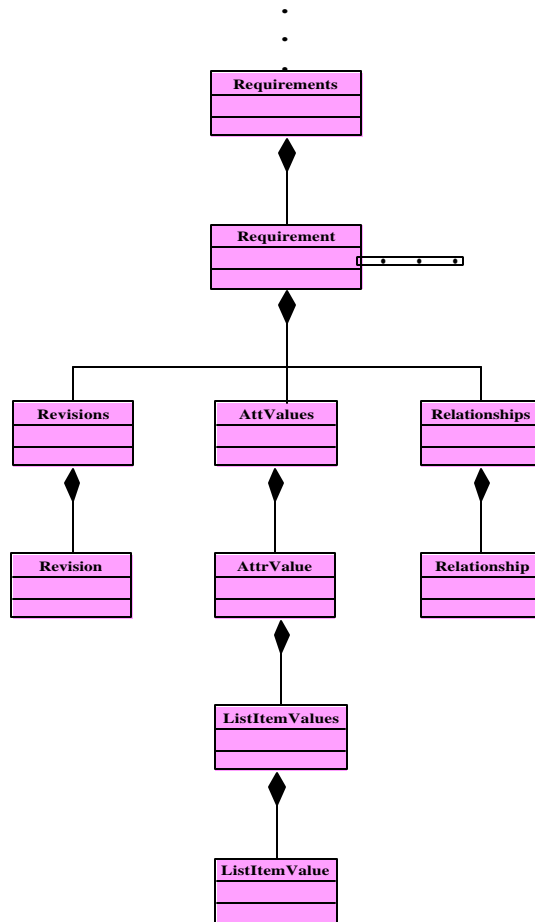 Requirements
Requirement
Revisions
AttValues
Relationships
Revision
AttrValue
Relationship
ListItemValues
ListItemValue